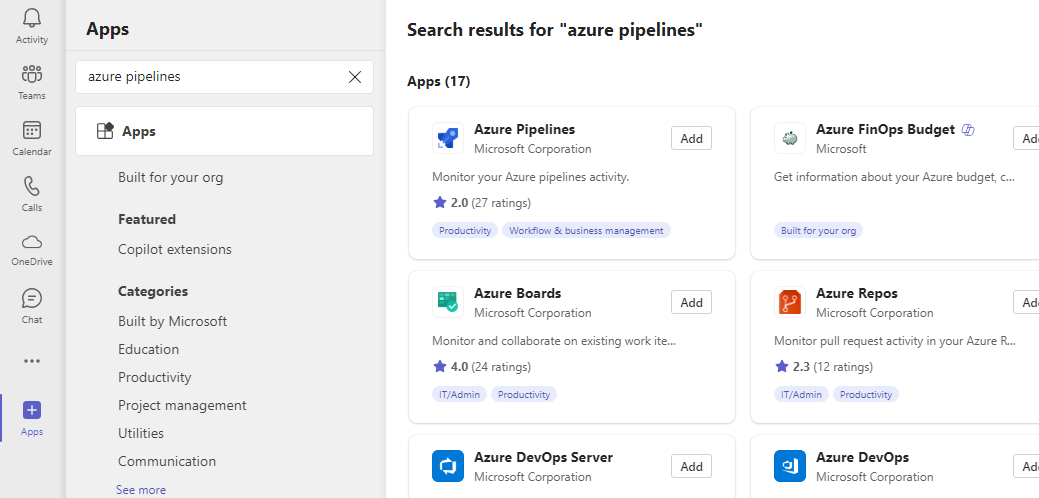 Activity
Teams
Calendar
Calls
OneDrive
Chat
Apps
Apps
azure pipelines
Apps
Built for your org
Featured
Copilot extensions
Categories
Built by Microsoft
Education
Productivity
Project management
Utilities
Communication
See more
Search results for "azure pipelines"
Apps (17)
Azure Pipelines
Microsoft Corporation
Add
Monitor your Azure pipelines activity.
2.0 (27 ratings)
Productivity Workflow & business management
Azure FinOps Budget
Microsoft
Get information about your Azure budget, c...
Built for your org
Azure Boards
Microsoft Corporation
Add
Monitor and collaborate on existing work ite...
4.0 (24 ratings)
IT/Admin Productivity
Azure Repos
Microsoft Corporation
Monitor pull request activity in your Azure R...
2.3 (12 ratings)
IT/Admin Productivity
Azure DevOps Server
Microsoft Corporation
Add
Azure DevOps
Microsoft Corporation